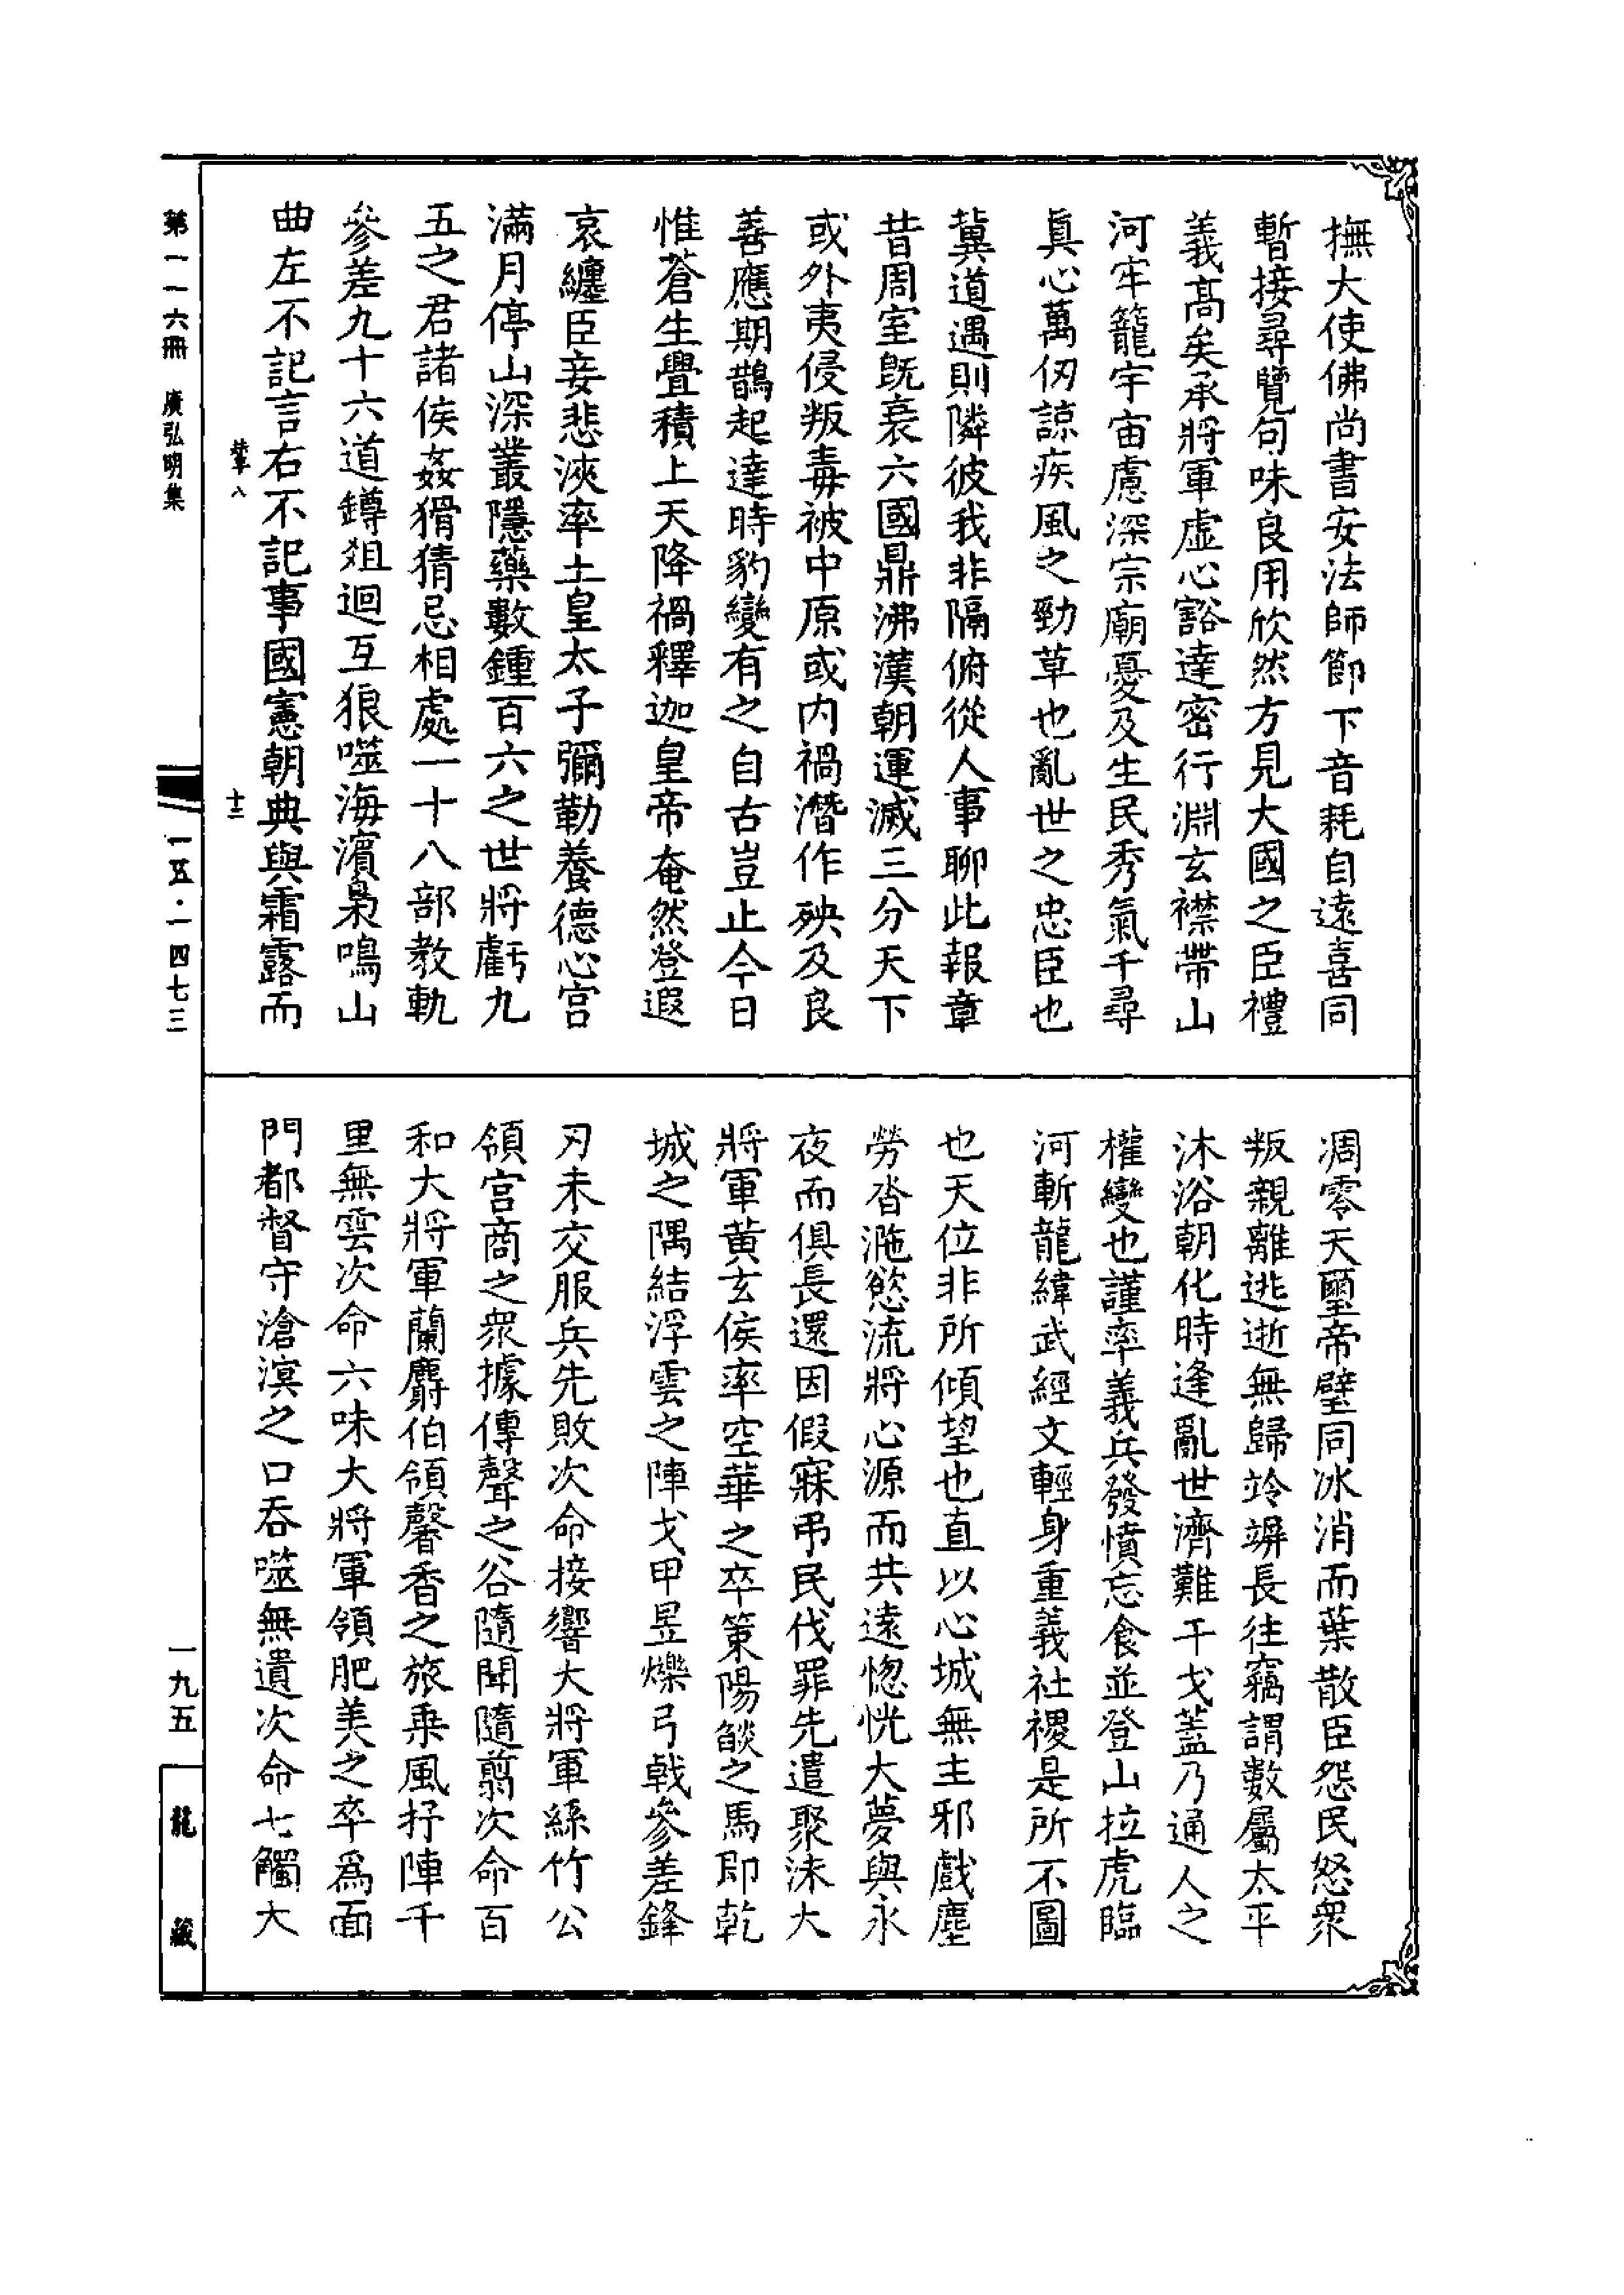 撫大使佛尚書安法師節下音耗自遠喜同
暫接尋覽句味良用欣然方見大國之臣禮
義高矣承將軍虛心豁達密行淵玄襟帶山
河牢籠宇宙慮深宗廟憂及生民秀氣千尋
眞心萬仞諒疾風之勁草也亂世之忠臣也
冀道遇則隣彼我非隔俯從人事聊此報章
昔周室旣衰六國鼎沸漢朝運滅三分天下
或外夷侵叛毒被中原或内禍潛作殃及良
善應期鵲起達時豹變有之自古豈止今日
惟蒼生舋積上天降禍釋迦皇帝奄然登遐
哀纏臣妾悲浹率土皇太子彌勒養德心宮
滿月停山深叢隱藥數鍾百六之世將虧九
五之君諸侯姦猾猜忌相處一十八部教軌
參差九十六道鐏俎迴互狼噬海濵梟鳴山
曲左不記言右不記事國憲朝典與霜露而
凋零天璽帝璧同冰消而葉散臣怨民怒衆
叛親離逃逝無歸竛竮長往竊謂數屬太平
沐浴朝化時逢亂世濟難干戈蓋乃通人之
權變也謹率義兵發憤忘食並登山拉虎臨
河斬龍緯武經文輕身重義社稷是所不圖
也天位非所傾望也直以心城無主邪戲塵
勞沓灺慾流將心源而共遠惚恍大夢與永
夜而俱長還因假寐弔民伐罪先遣聚沫大
將軍黄玄侯率空華之卒策陽燄之馬即乾
城之隅結浮雲之陣戈甲昱爍弓戟參差鋒
刃未交服兵先敗次命接響大將軍絲竹公
領宮商之衆據傳聲之谷隨聞隨翦次命百
和大將軍蘭麝伯領馨香之旅乘風抒陣千
里無雲次命六味大將軍領肥美之卒爲面
門都督守滄溟之口吞噬無遺次命七觸大
第一一六冊 廣弘明集
八
十三
一五·一四七三
一九五
龍藏